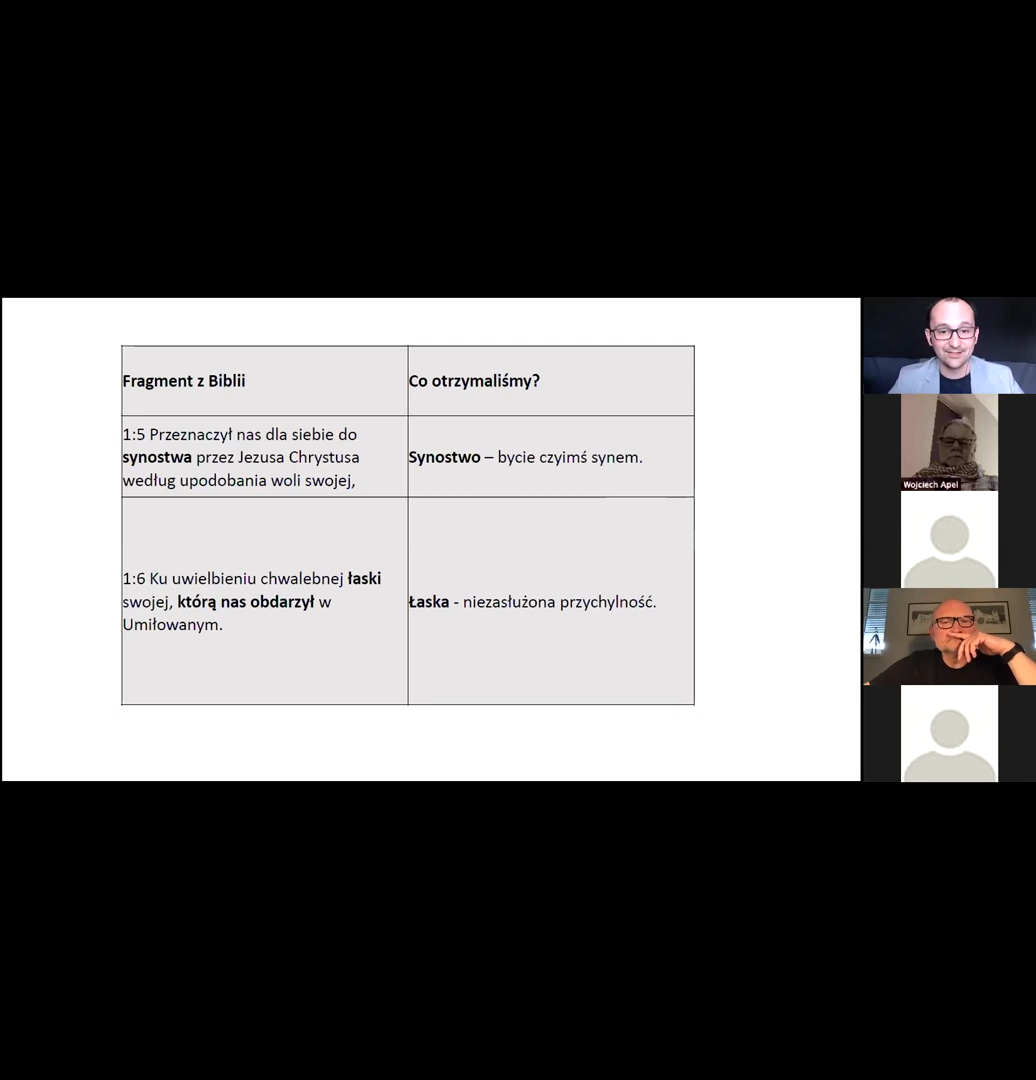 Fragment z Biblii
Co otrzymaliśmy?
1:5 Przeznaczył nas dla siebie do
synostwa przez Jezusa Chrystusa
według upodobania woli swojej,
Synostwo – bycie czyimś synem.
1:6 Ku uwielbieniu chwalebnej łaski
swojej, którą nas obdarzył w
Umiłowanym.
Łaska - niezasłużona przychylność.
Wojciech Apel